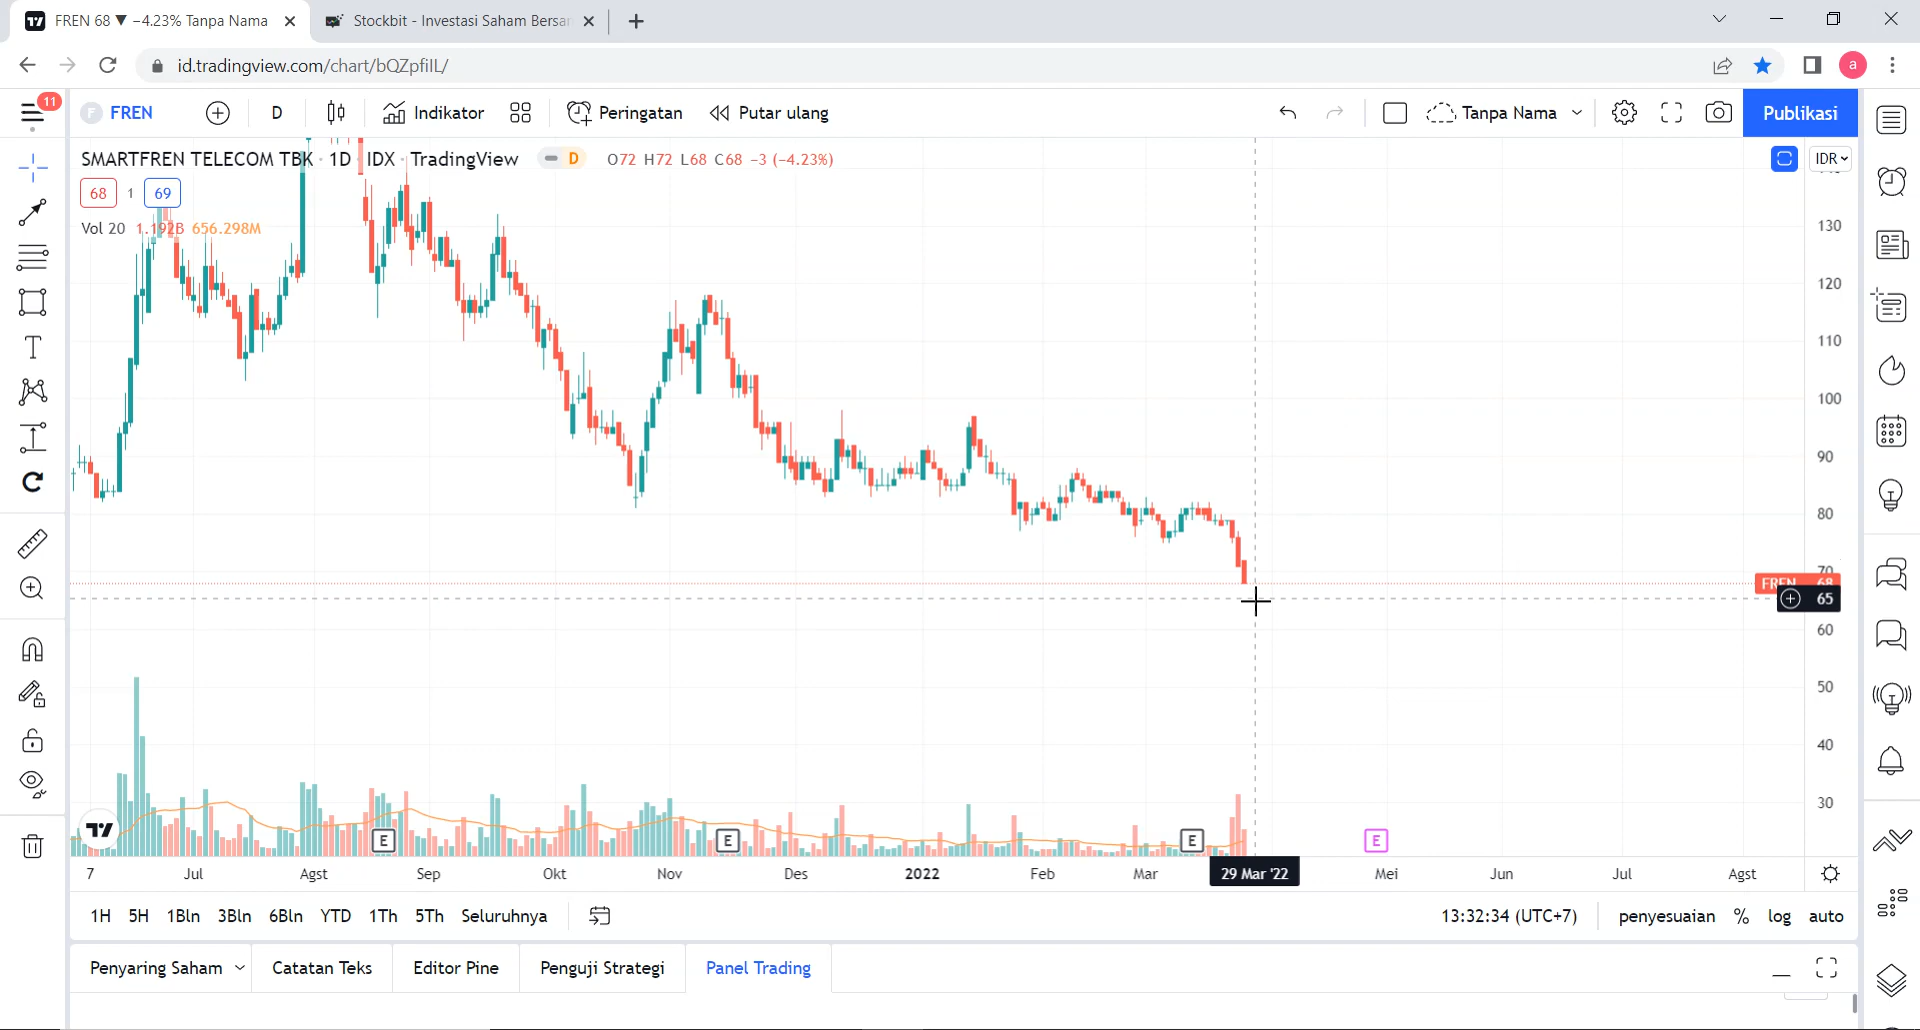 FREN 68 ▼ −4.23% Tanpa Nama
Stockbit - Investasi Saham Bersan
id.tradingview.com/chart/bQZpfiIL/
a
11
F FREN
D
Indikator
Peringatan
Putar ulang
Tanpa Nama
Publikasi
SMARTFREN TELECOM TBK · 1D · IDX · TradingView
D
O72 H72 L68 C68 −3 (−4.23%)
IDR
68 1 69
Vol 20 1.192B 656.298M
130
120
110
100
90
80
70
FREN 68
65
60
50
40
30
E
E
E
E
7
Jul
Agst
Sep
Okt
Nov
Des
2022
Feb
Mar
29 Mar '22
Mei
Jun
Jul
Agst
1H 5H 1Bln 3Bln 6Bln YTD 1Th 5Th Seluruhnya
13:32:34 (UTC+7)
penyesuaian % log auto
Penyaring Saham
Catatan Teks
Editor Pine
Penguji Strategi
Panel Trading